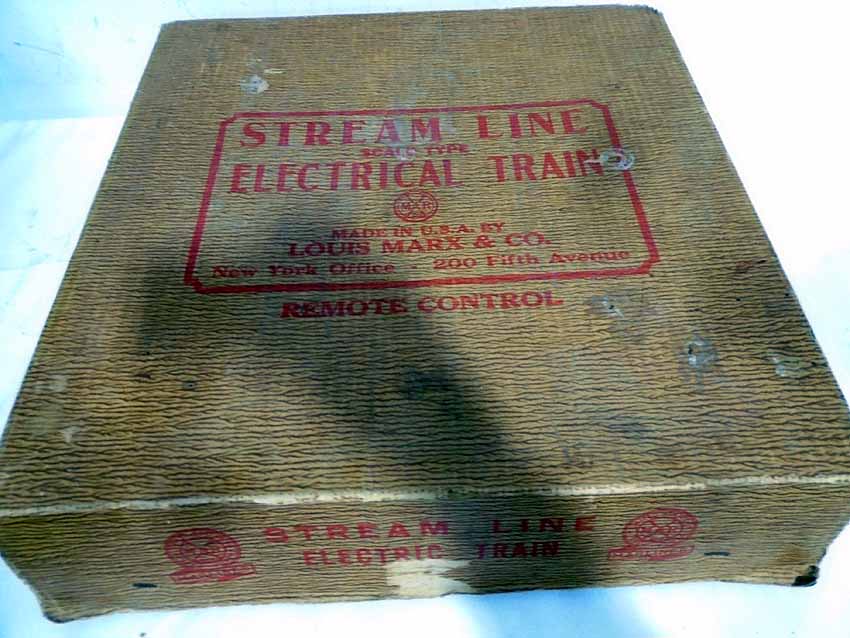 STREAM LINE
SCALE TYPE
ELECTRICAL TRAIN
MADE IN U.S.A. BY
LOUIS MARX & CO.
New York Office - 200 Fifth Avenue
REMOTE CONTROL
STREAM LINE
ELECTRIC TRAIN